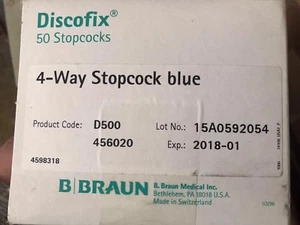 Discofix®
50 Stopcocks
4-Way Stopcock blue
Product Code: D500 Lot No.: 15A0592054
456020 Exp.: 2018-01
4598318
B BRAUN B. Braun Medical Inc.
Bethlehem, PA 18018 U.S.A.
Made in Switzerland